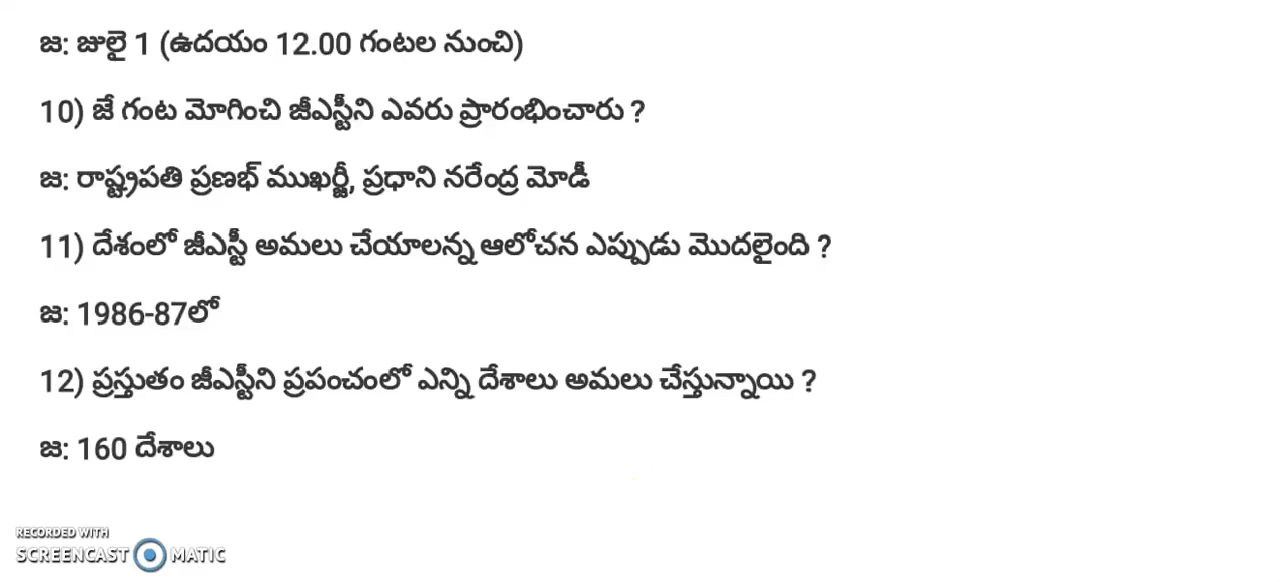 జ: జులై 1 (ఉదయం 12.00 గంటల నుంచి)
10) జే గంట మోగించి జీఎస్టీని ఎవరు ప్రారంభించారు ?
జ: రాష్ట్రపతి ప్రణభ్ ముఖర్జీ, ప్రధాని నరేంద్ర మోడీ
11) దేశంలో జీఎస్టీ అమలు చేయాలన్న ఆలోచన ఎప్పుడు మొదలైంది ?
జ: 1986-87లో
12) ప్రస్తుతం జీఎస్టీని ప్రపంచంలో ఎన్ని దేశాలు అమలు చేస్తున్నాయి ?
జ: 160 దేశాలు
RECORDED WITH
SCREENCAST MATIC